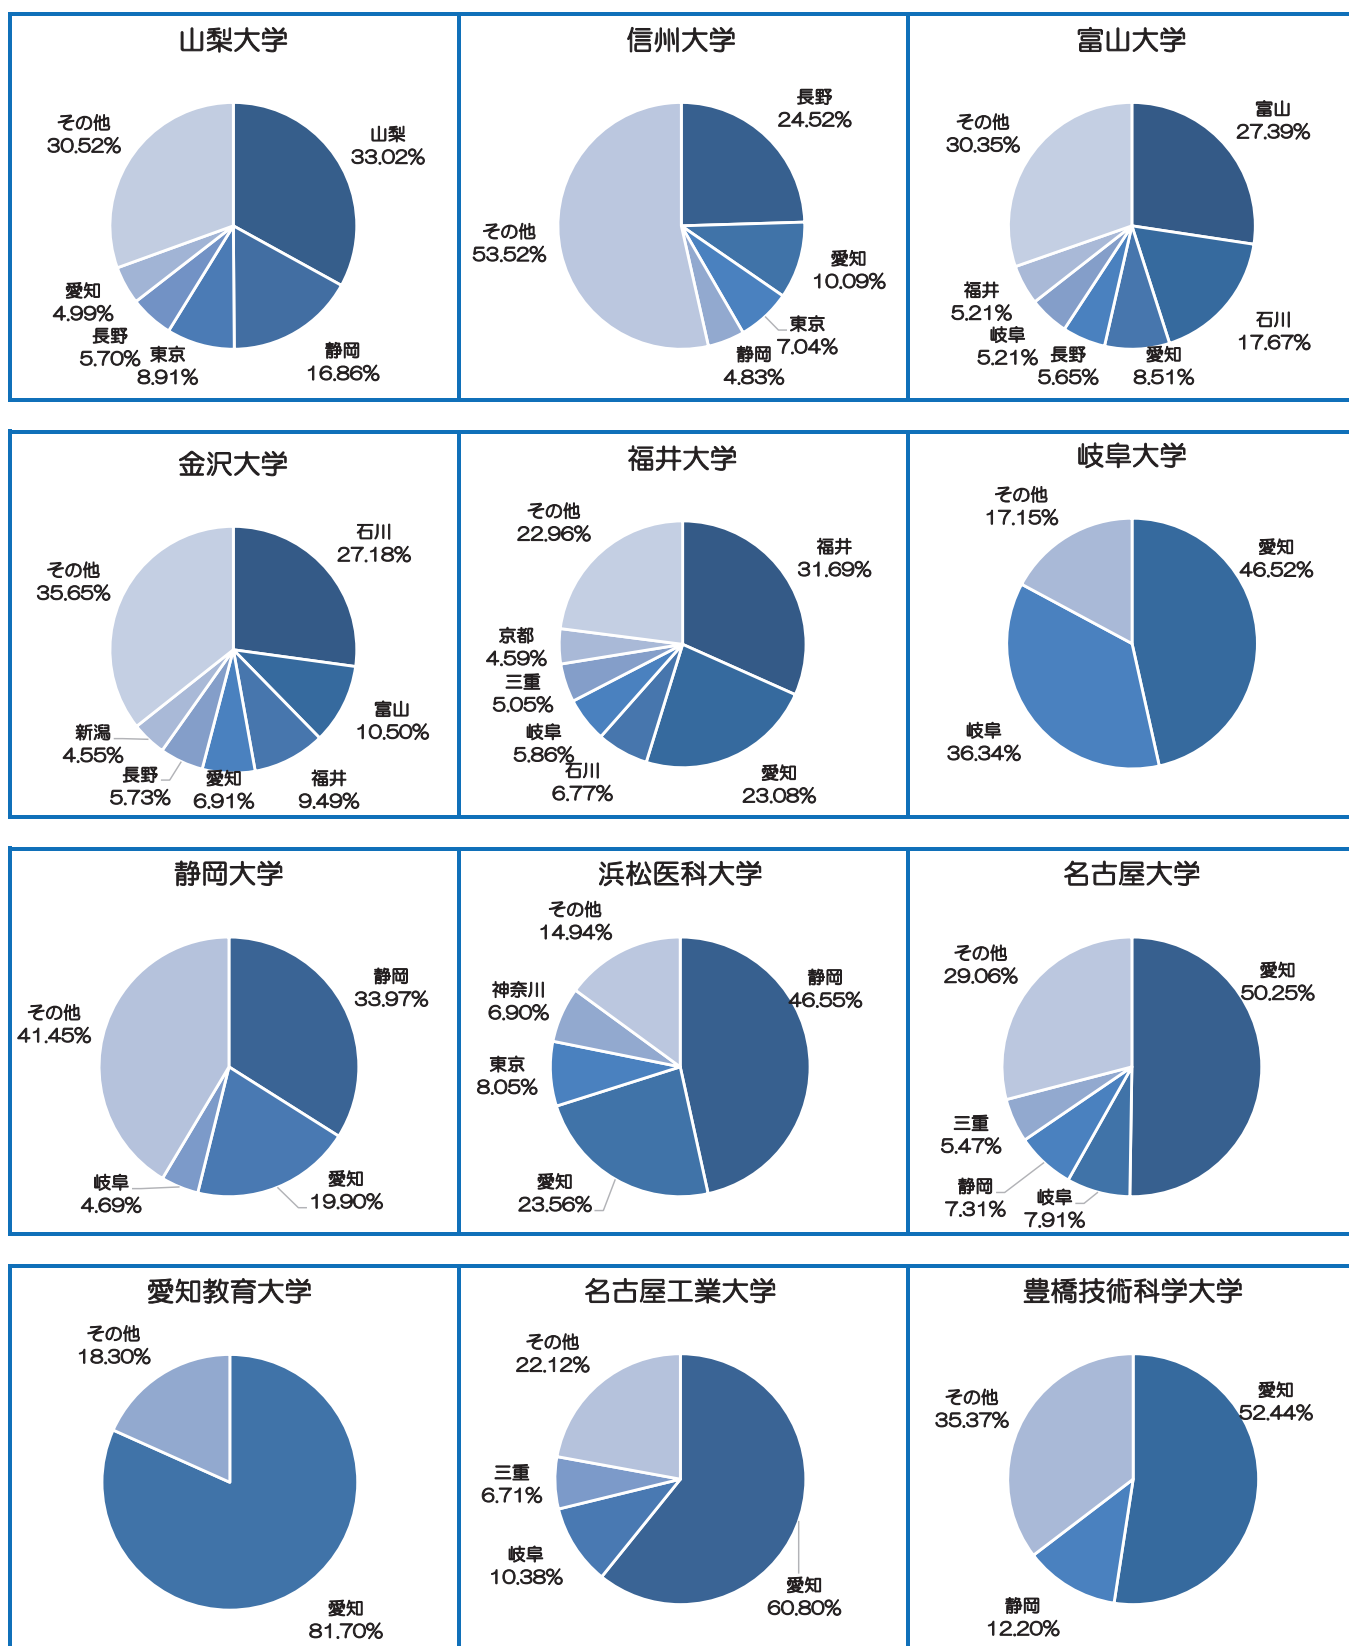 山梨大学
その他
30.52%
山梨
33.02%
愛知
4.99%
長野
5.70%
東京
8.91%
静岡
16.86%
信州大学
長野
24.52%
その他
53.52%
愛知
10.09%
東京
7.04%
静岡
4.83%
富山大学
その他
30.35%
富山
27.39%
福井
5.21%
岐阜
5.21%
長野
5.65%
愛知
8.51%
石川
17.67%
金沢大学
石川
27.18%
その他
35.65%
富山
10.50%
新潟
4.55%
長野
5.73%
愛知
6.91%
福井
9.49%
福井大学
その他
22.96%
福井
31.69%
京都
4.59%
三重
5.05%
岐阜
5.86%
石川
6.77%
愛知
23.08%
岐阜大学
その他
17.15%
愛知
46.52%
岐阜
36.34%
静岡大学
静岡
33.97%
その他
41.45%
岐阜
4.69%
愛知
19.90%
浜松医科大学
その他
14.94%
静岡
46.55%
神奈川
6.90%
東京
8.05%
愛知
23.56%
名古屋大学
その他
29.06%
愛知
50.25%
三重
5.47%
静岡
7.31%
岐阜
7.91%
愛知教育大学
その他
18.30%
愛知
81.70%
名古屋工業大学
その他
22.12%
三重
6.71%
岐阜
10.38%
愛知
60.80%
豊橋技術科学大学
愛知
52.44%
その他
35.37%
静岡
12.20%